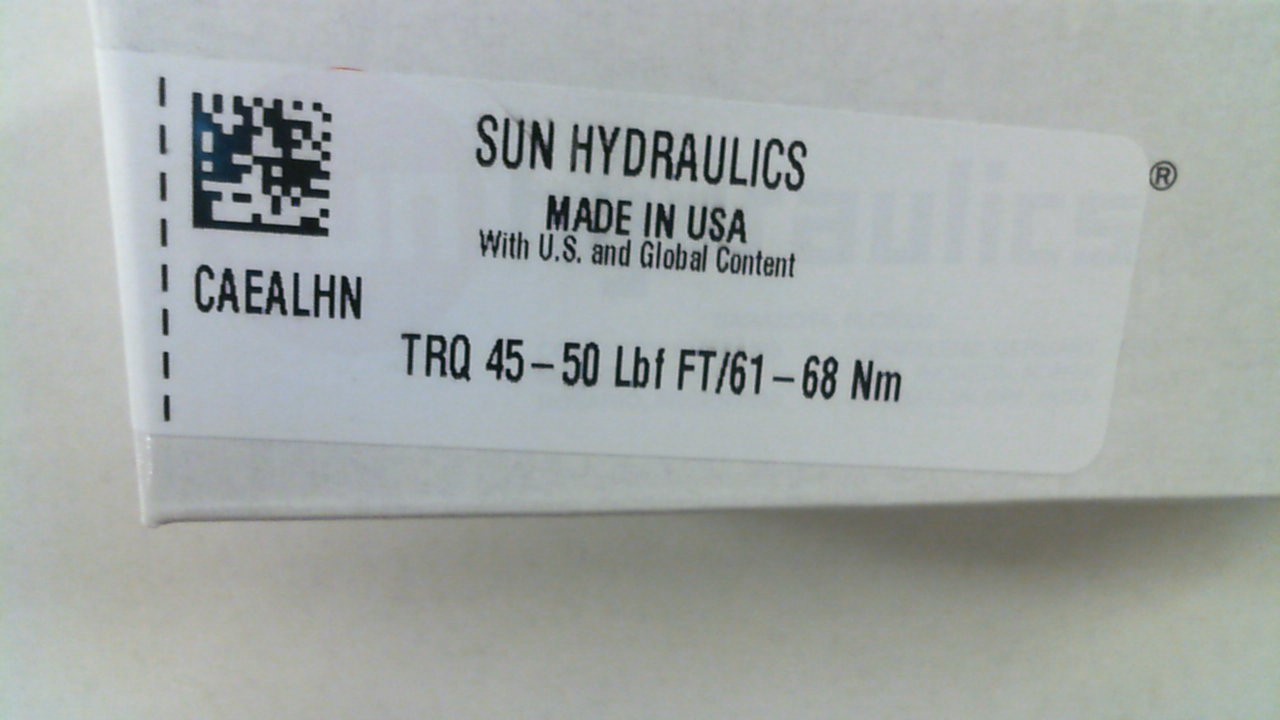 SUN HYDRAULICS
MADE IN USA
With U.S. and Global Content
CAEALHN
TRQ 45-50 Lbf FT/61-68 Nm
®